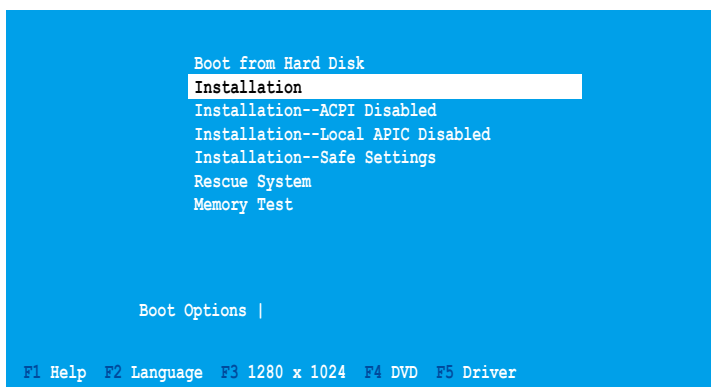 Boot from Hard Disk
Installation
Installation--ACPI Disabled
Installation--Local APIC Disabled
Installation--Safe Settings
Rescue System
Memory Test
Boot Options |
F1 Help F2 Language F3 1280 x 1024 F4 DVD F5 Driver